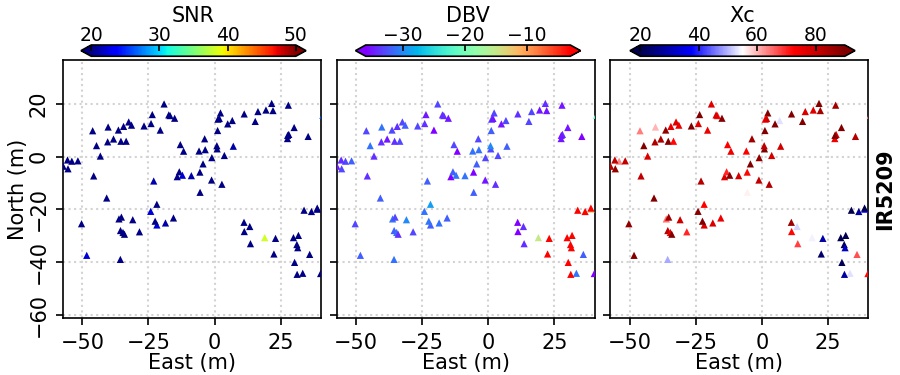 SNR DBV Xc
20 30 40 50 −30 −20 −10 20 40 60 80
North (m)
20
0
−20
−40
−60
−50 −25 0 25 −50 −25 0 25 −50 −25 0 25
East (m) East (m) East (m)
IR5209